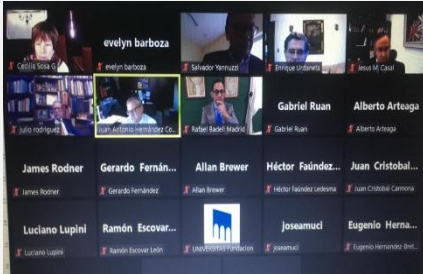 Cecilia Sosa G
evelyn barboza
evelyn barboza
Salvador Yannuzzi
Enrique Urdaneta
Jesus M. Casal
Julio rodriguez
Juan Antonio Hernández Co...
Rafael Badell Madrid
Gabriel Ruan
Gabriel Ruan
Alberto Arteaga
Alberto Arteaga
James Rodner
James Rodner
Gerardo Fernán...
Gerardo Fernández
Allan Brewer
Allan Brewer
Héctor Faúndez...
Héctor Faúndez Ledesma
Juan Cristobal...
Juan Cristobal Carmona
Luciano Lupini
Luciano Lupini
Ramón Escovar...
Ramón Escovar León
UNIVERSITAS Fundacion
Joseamuci
joseamuci
Eugenio Herna...
Eugenio Hernandez-Bret...